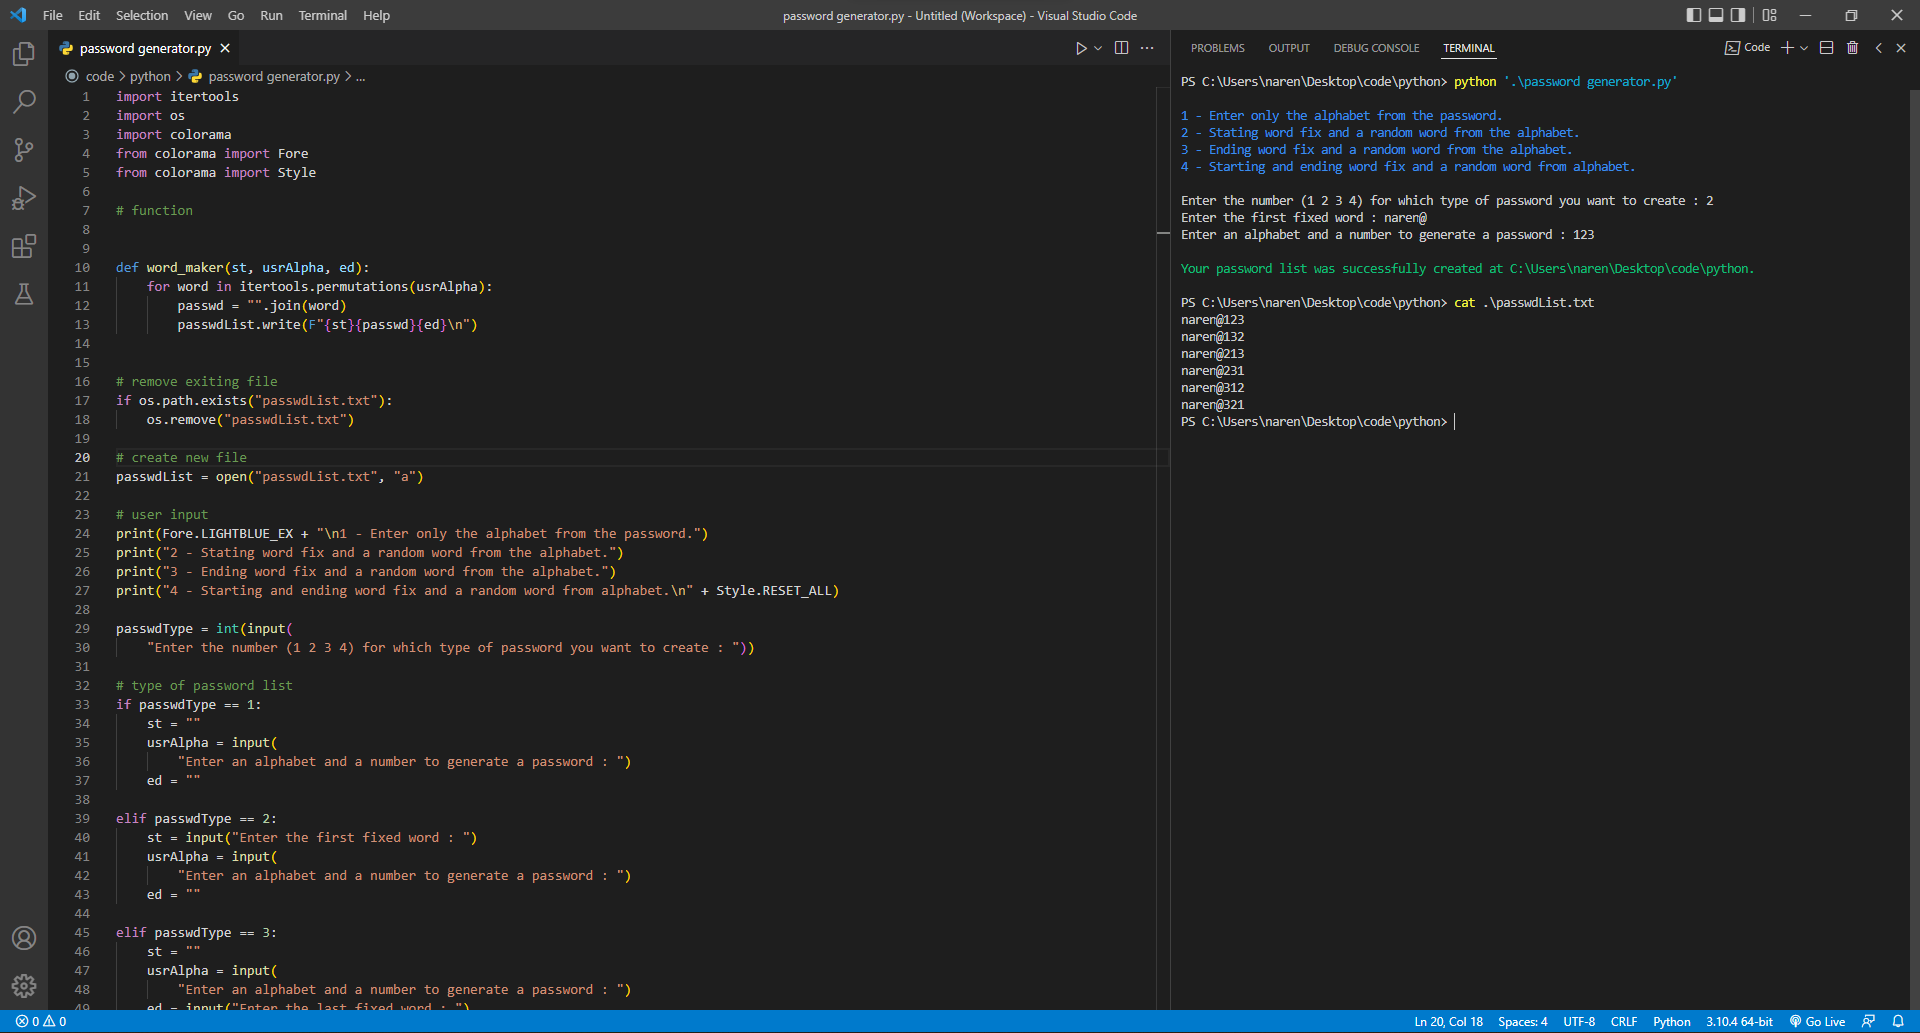 File Edit Selection View Go Run Terminal Help
password generator.py - Untitled (Workspace) - Visual Studio Code
password generator.py
code > python > password generator.py > ...
1 import itertools
2 import os
3 import colorama
4 from colorama import Fore
5 from colorama import Style
6
7 # function
8
9
10 def word_maker(st, usrAlpha, ed):
11 for word in itertools.permutations(usrAlpha):
12 passwd = "".join(word)
13 passwdList.write(F"{st}{passwd}{ed}\n")
14
15
16 # remove exiting file
17 if os.path.exists("passwdList.txt"):
18 os.remove("passwdList.txt")
19
20 # create new file
21 passwdList = open("passwdList.txt", "a")
22
23 # user input
24 print(Fore.LIGHTBLUE_EX + "\n1 - Enter only the alphabet from the password.")
25 print("2 - Stating word fix and a random word from the alphabet.")
26 print("3 - Ending word fix and a random word from the alphabet.")
27 print("4 - Starting and ending word fix and a random word from alphabet.\n" + Style.RESET_ALL)
28
29 passwdType = int(input(
30 "Enter the number (1 2 3 4) for which type of password you want to create : "))
31
32 # type of password list
33 if passwdType == 1:
34 st = ""
35 usrAlpha = input(
36 "Enter an alphabet and a number to generate a password : ")
37 ed = ""
38
39 elif passwdType == 2:
40 st = input("Enter the first fixed word : ")
41 usrAlpha = input(
42 "Enter an alphabet and a number to generate a password : ")
43 ed = ""
44
45 elif passwdType == 3:
46 st = ""
47 usrAlpha = input(
48 "Enter an alphabet and a number to generate a password : ")
49 ed = input("Enter the last fixed word : ")
PROBLEMS OUTPUT DEBUG CONSOLE TERMINAL
Code
PS C:\Users\naren\Desktop\code\python> python '.\password generator.py'
1 - Enter only the alphabet from the password.
2 - Stating word fix and a random word from the alphabet.
3 - Ending word fix and a random word from the alphabet.
4 - Starting and ending word fix and a random word from alphabet.
Enter the number (1 2 3 4) for which type of password you want to create : 2
Enter the first fixed word : naren@
Enter an alphabet and a number to generate a password : 123
Your password list was successfully created at C:\Users\naren\Desktop\code\python.
PS C:\Users\naren\Desktop\code\python> cat .\passwdList.txt
naren@123
naren@132
naren@213
naren@231
naren@312
naren@321
PS C:\Users\naren\Desktop\code\python>
0 0
Ln 20, Col 18 Spaces: 4 UTF-8 CRLF Python 3.10.4 64-bit Go Live